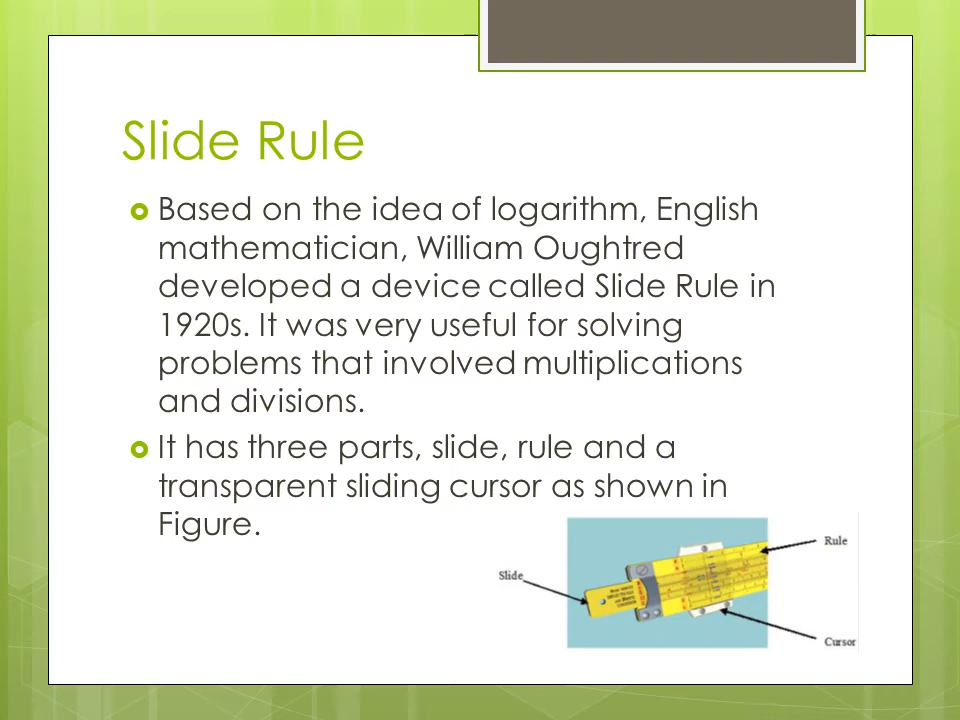 Slide Rule
Based on the idea of logarithm, English
mathematician, William Oughtred
developed a device called Slide Rule in
1920s. It was very useful for solving
problems that involved multiplications
and divisions.
It has three parts, slide, rule and a
transparent sliding cursor as shown in
Figure.
Rule
Slide
Cursor